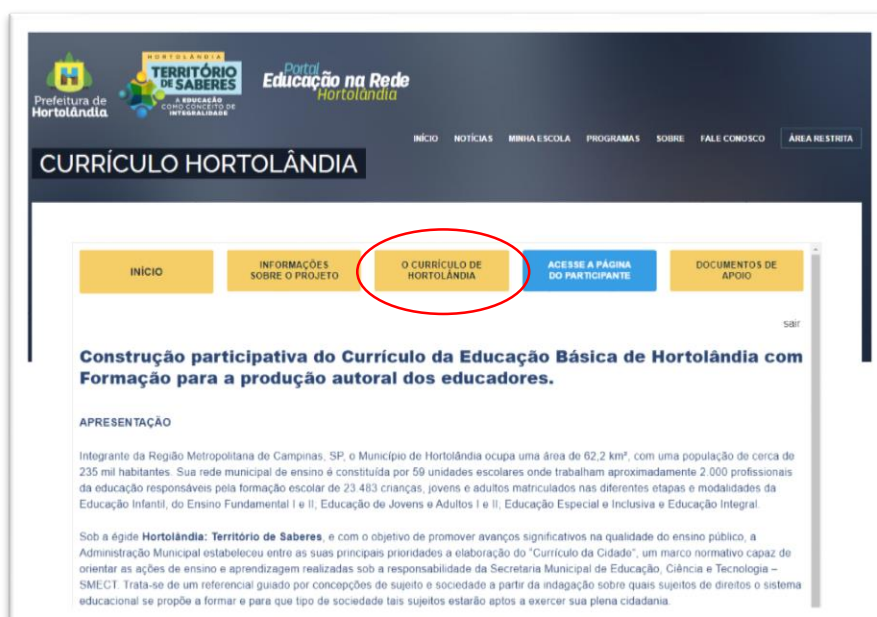 HORTOLÂNDIA
TERRITÓRIO
DE SABERES
A EDUCAÇÃO
COMO CONCEITO DE
INTEGRALIDADE
Prefeitura de
Hortolândia
Portal
Educação na Rede
Hortolândia
INÍCIO NOTÍCIAS MINHA ESCOLA PROGRAMAS SOBRE FALE CONOSCO ÁREA RESTRITA
CURRÍCULO HORTOLÂNDIA
INÍCIO
INFORMAÇÕES
SOBRE O PROJETO
O CURRÍCULO DE
HORTOLÂNDIA
ACESSE A PÁGINA
DO PARTICIPANTE
DOCUMENTOS DE
APOIO
sair
Construção participativa do Currículo da Educação Básica de Hortolândia com
Formação para a produção autoral dos educadores.
APRESENTAÇÃO
Integrante da Região Metropolitana de Campinas, SP, o Município de Hortolândia ocupa uma área de 62,2 km², com uma população de cerca de
235 mil habitantes. Sua rede municipal de ensino é constituída por 59 unidades escolares onde trabalham aproximadamente 2.000 profissionais
da educação responsáveis pela formação escolar de 23.483 crianças, jovens e adultos matriculados nas diferentes etapas e modalidades da
Educação Infantil, do Ensino Fundamental I e II, Educação de Jovens e Adultos I e II, Educação Especial e Inclusiva e Educação Integral.
Sob a égide Hortolândia: Território de Saberes, e com o objetivo de promover avanços significativos na qualidade do ensino público, a
Administração Municipal estabeleceu entre as suas principais prioridades a elaboração do "Currículo da Cidade", um marco normativo capaz de
orientar as ações de ensino e aprendizagem realizadas sob a responsabilidade da Secretaria Municipal de Educação, Ciência e Tecnologia –
SMECT. Trata-se de um referencial guiado por concepções de sujeito e sociedade a partir da indagação sobre quais sujeitos de direitos o sistema
educacional se propõe a formar e para que tipo de sociedade tais sujeitos estarão aptos a exercer sua plena cidadania.